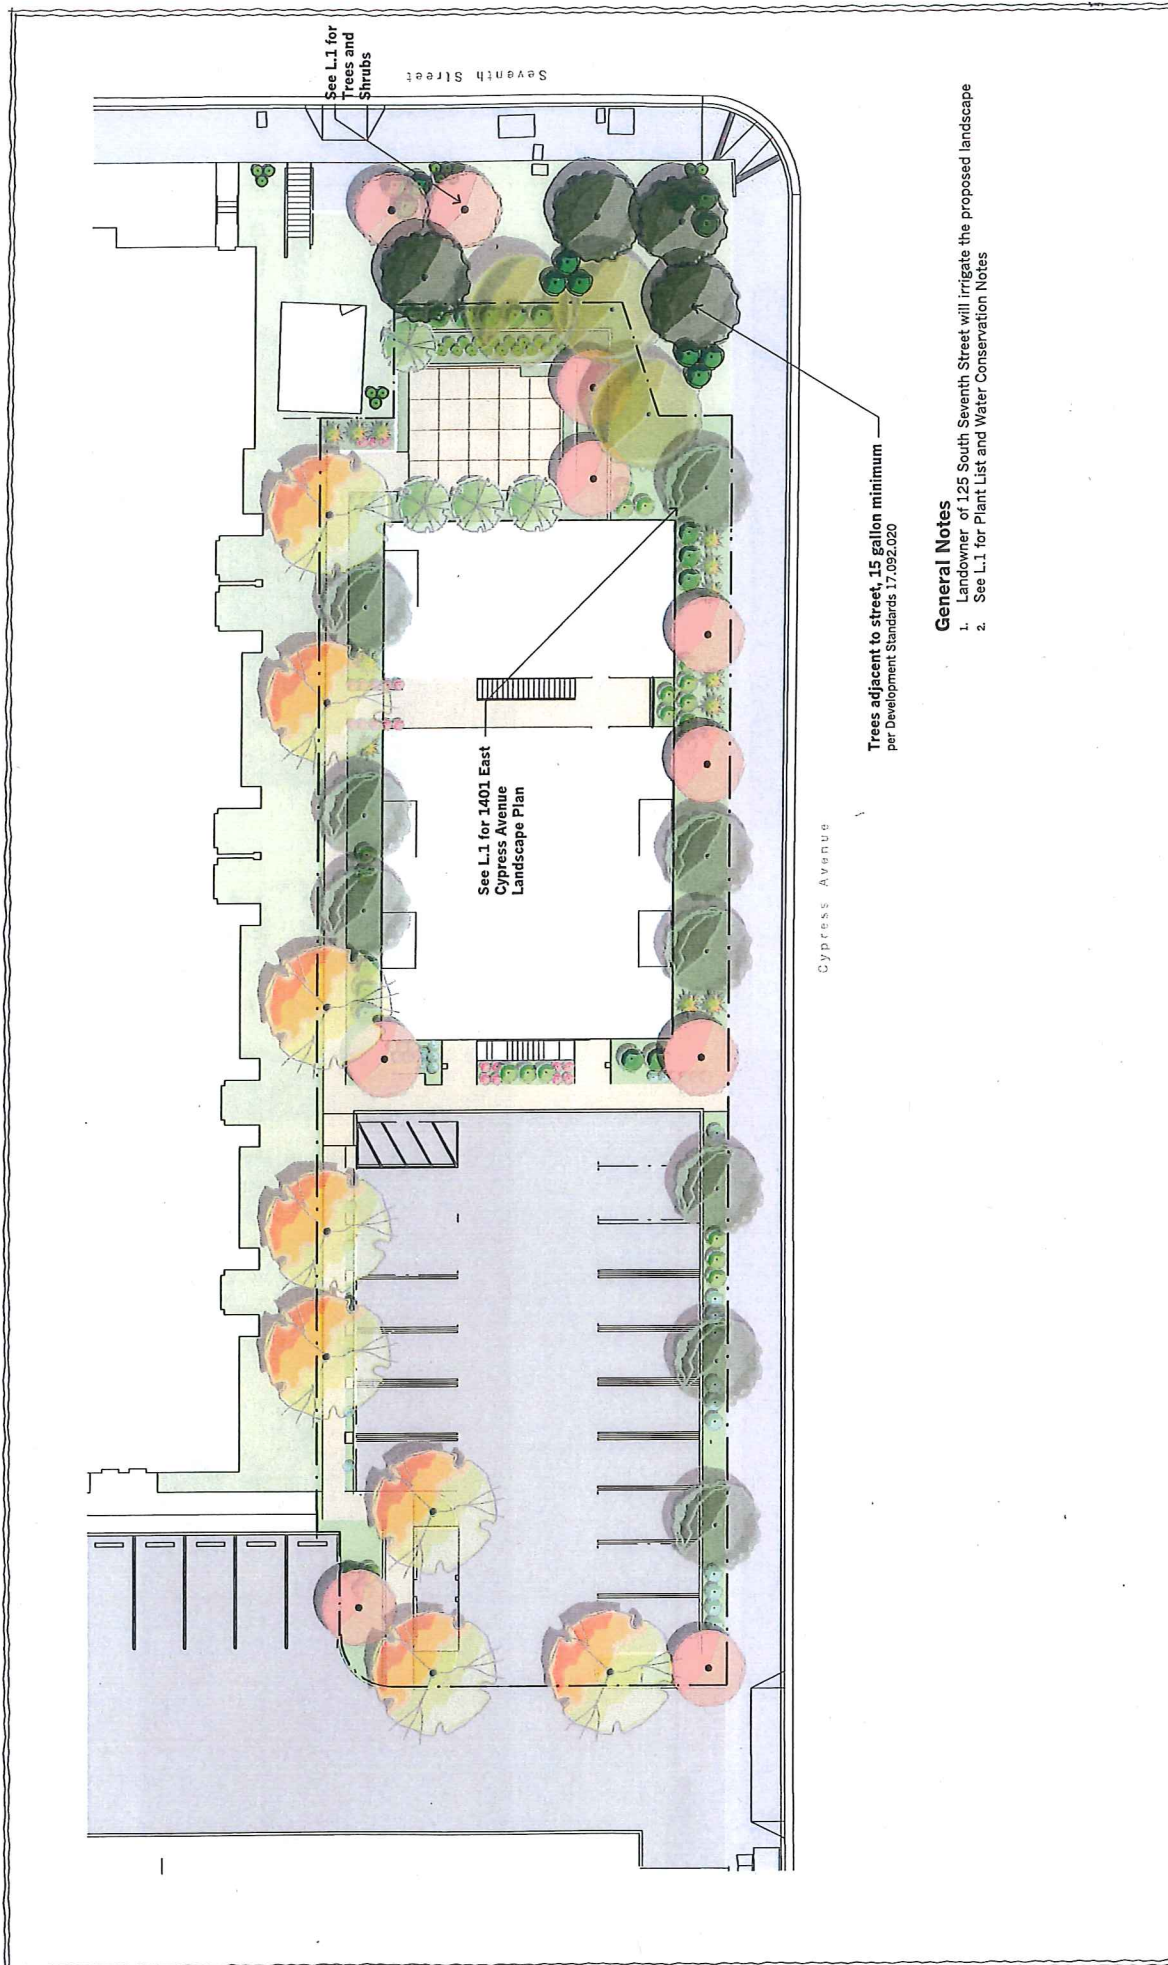 See L.1 for
Trees and
Shrubs
Seventh Street
See L.1 for 1401 East
Cypress Avenue
Landscape Plan
Cypress Avenue
Trees adjacent to street, 15 gallon minimum
per Development Standards 17.092.020
General Notes
1. Landowner of 125 South Seventh Street will irrigate the proposed landscape
2. See L.1 for Plant List and Water Conservation Notes